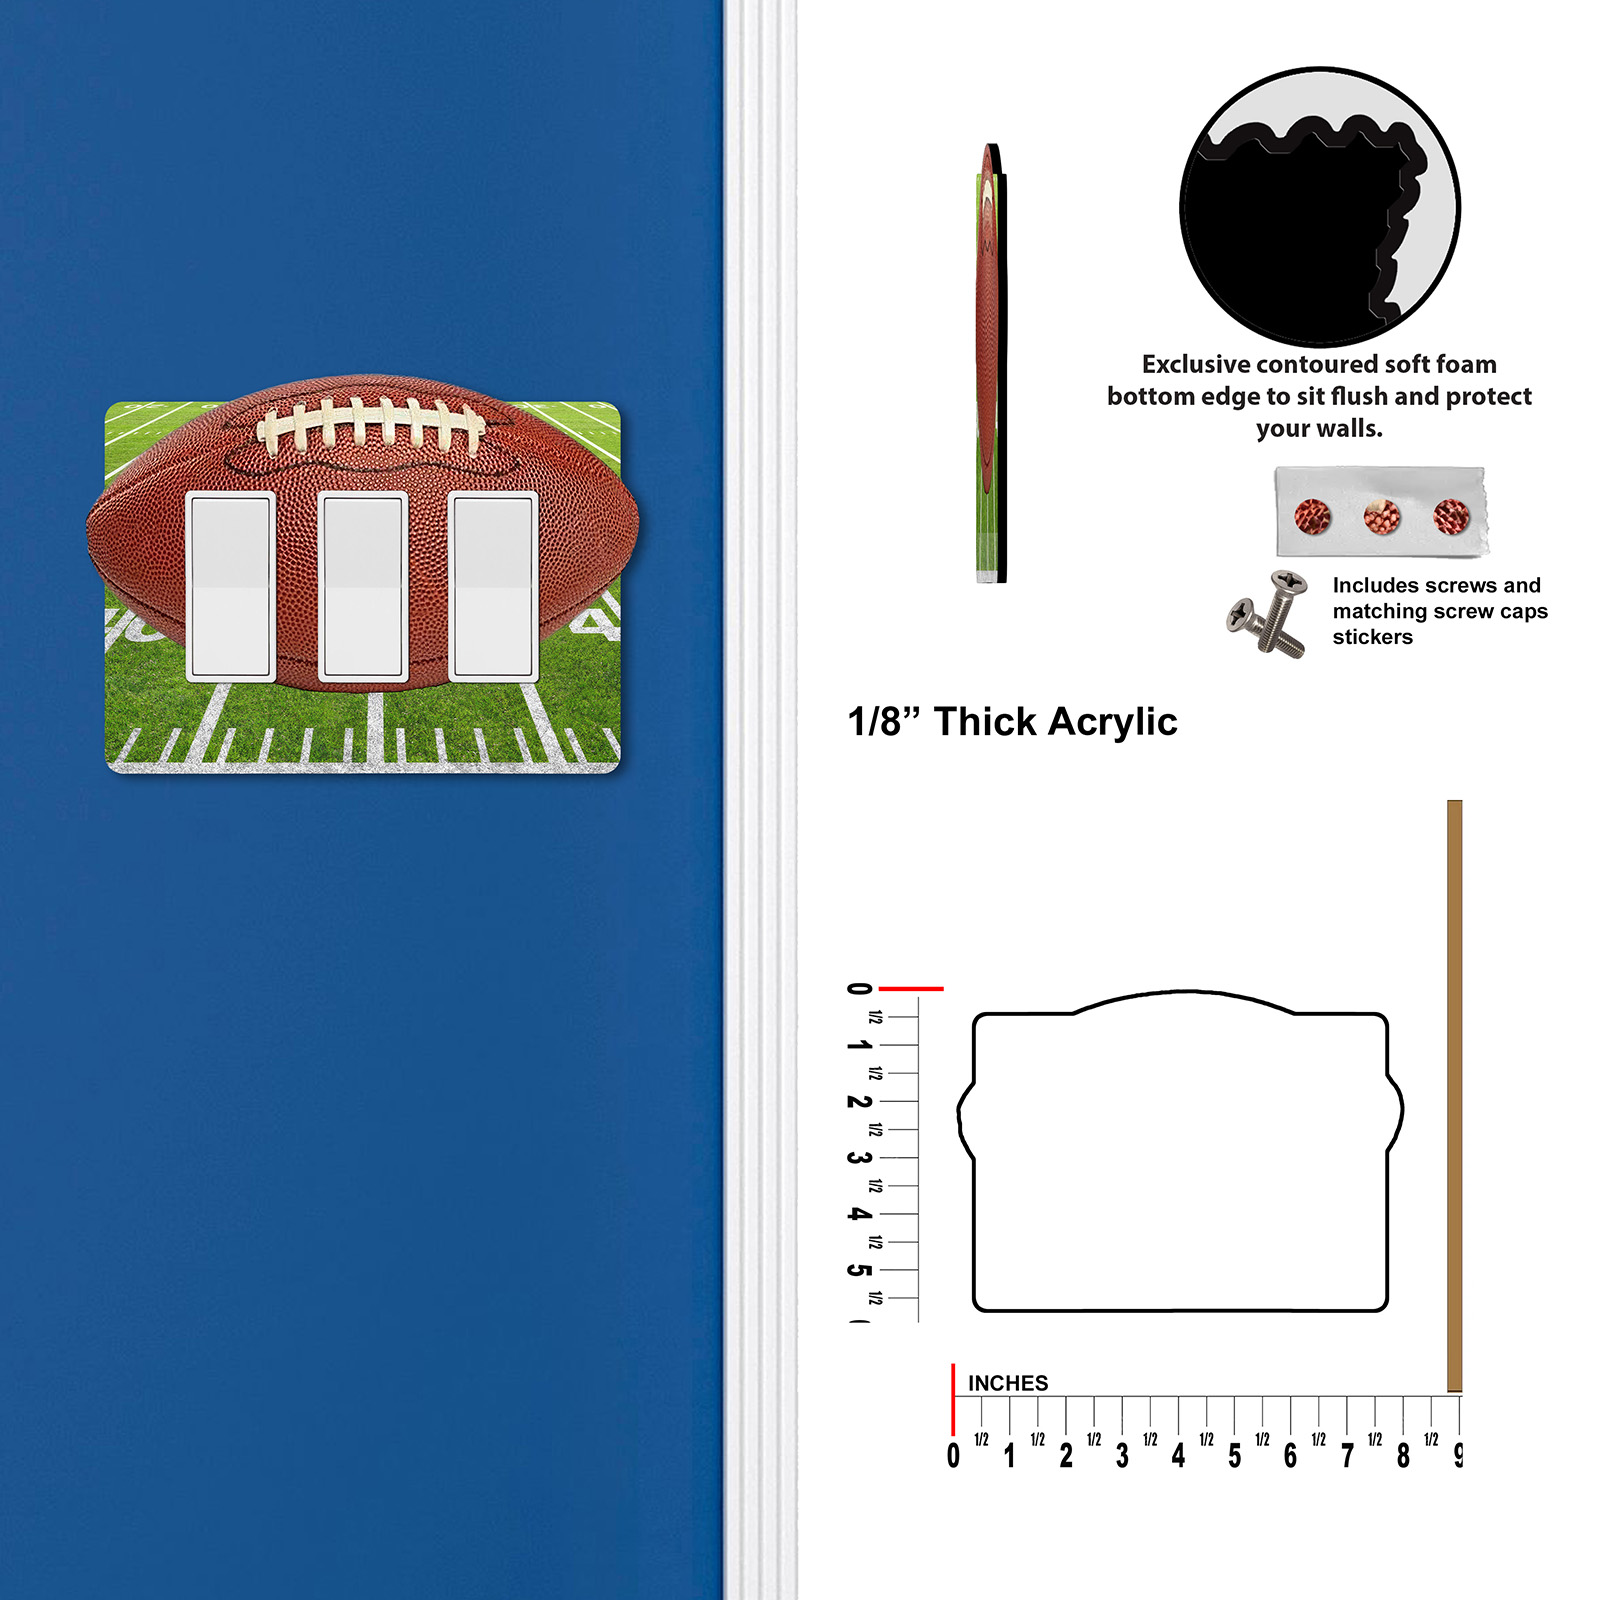 Exclusive contoured soft foam
bottom edge to sit flush and protect
your walls.
Includes screws and
matching screw caps
stickers
1/8” Thick Acrylic
0
1/2
1
1/2
2
1/2
3
1/2
4
1/2
5
1/2
INCHES
0 1/2 1 1/2 2 1/2 3 1/2 4 1/2 5 1/2 6 1/2 7 1/2 8 1/2 9